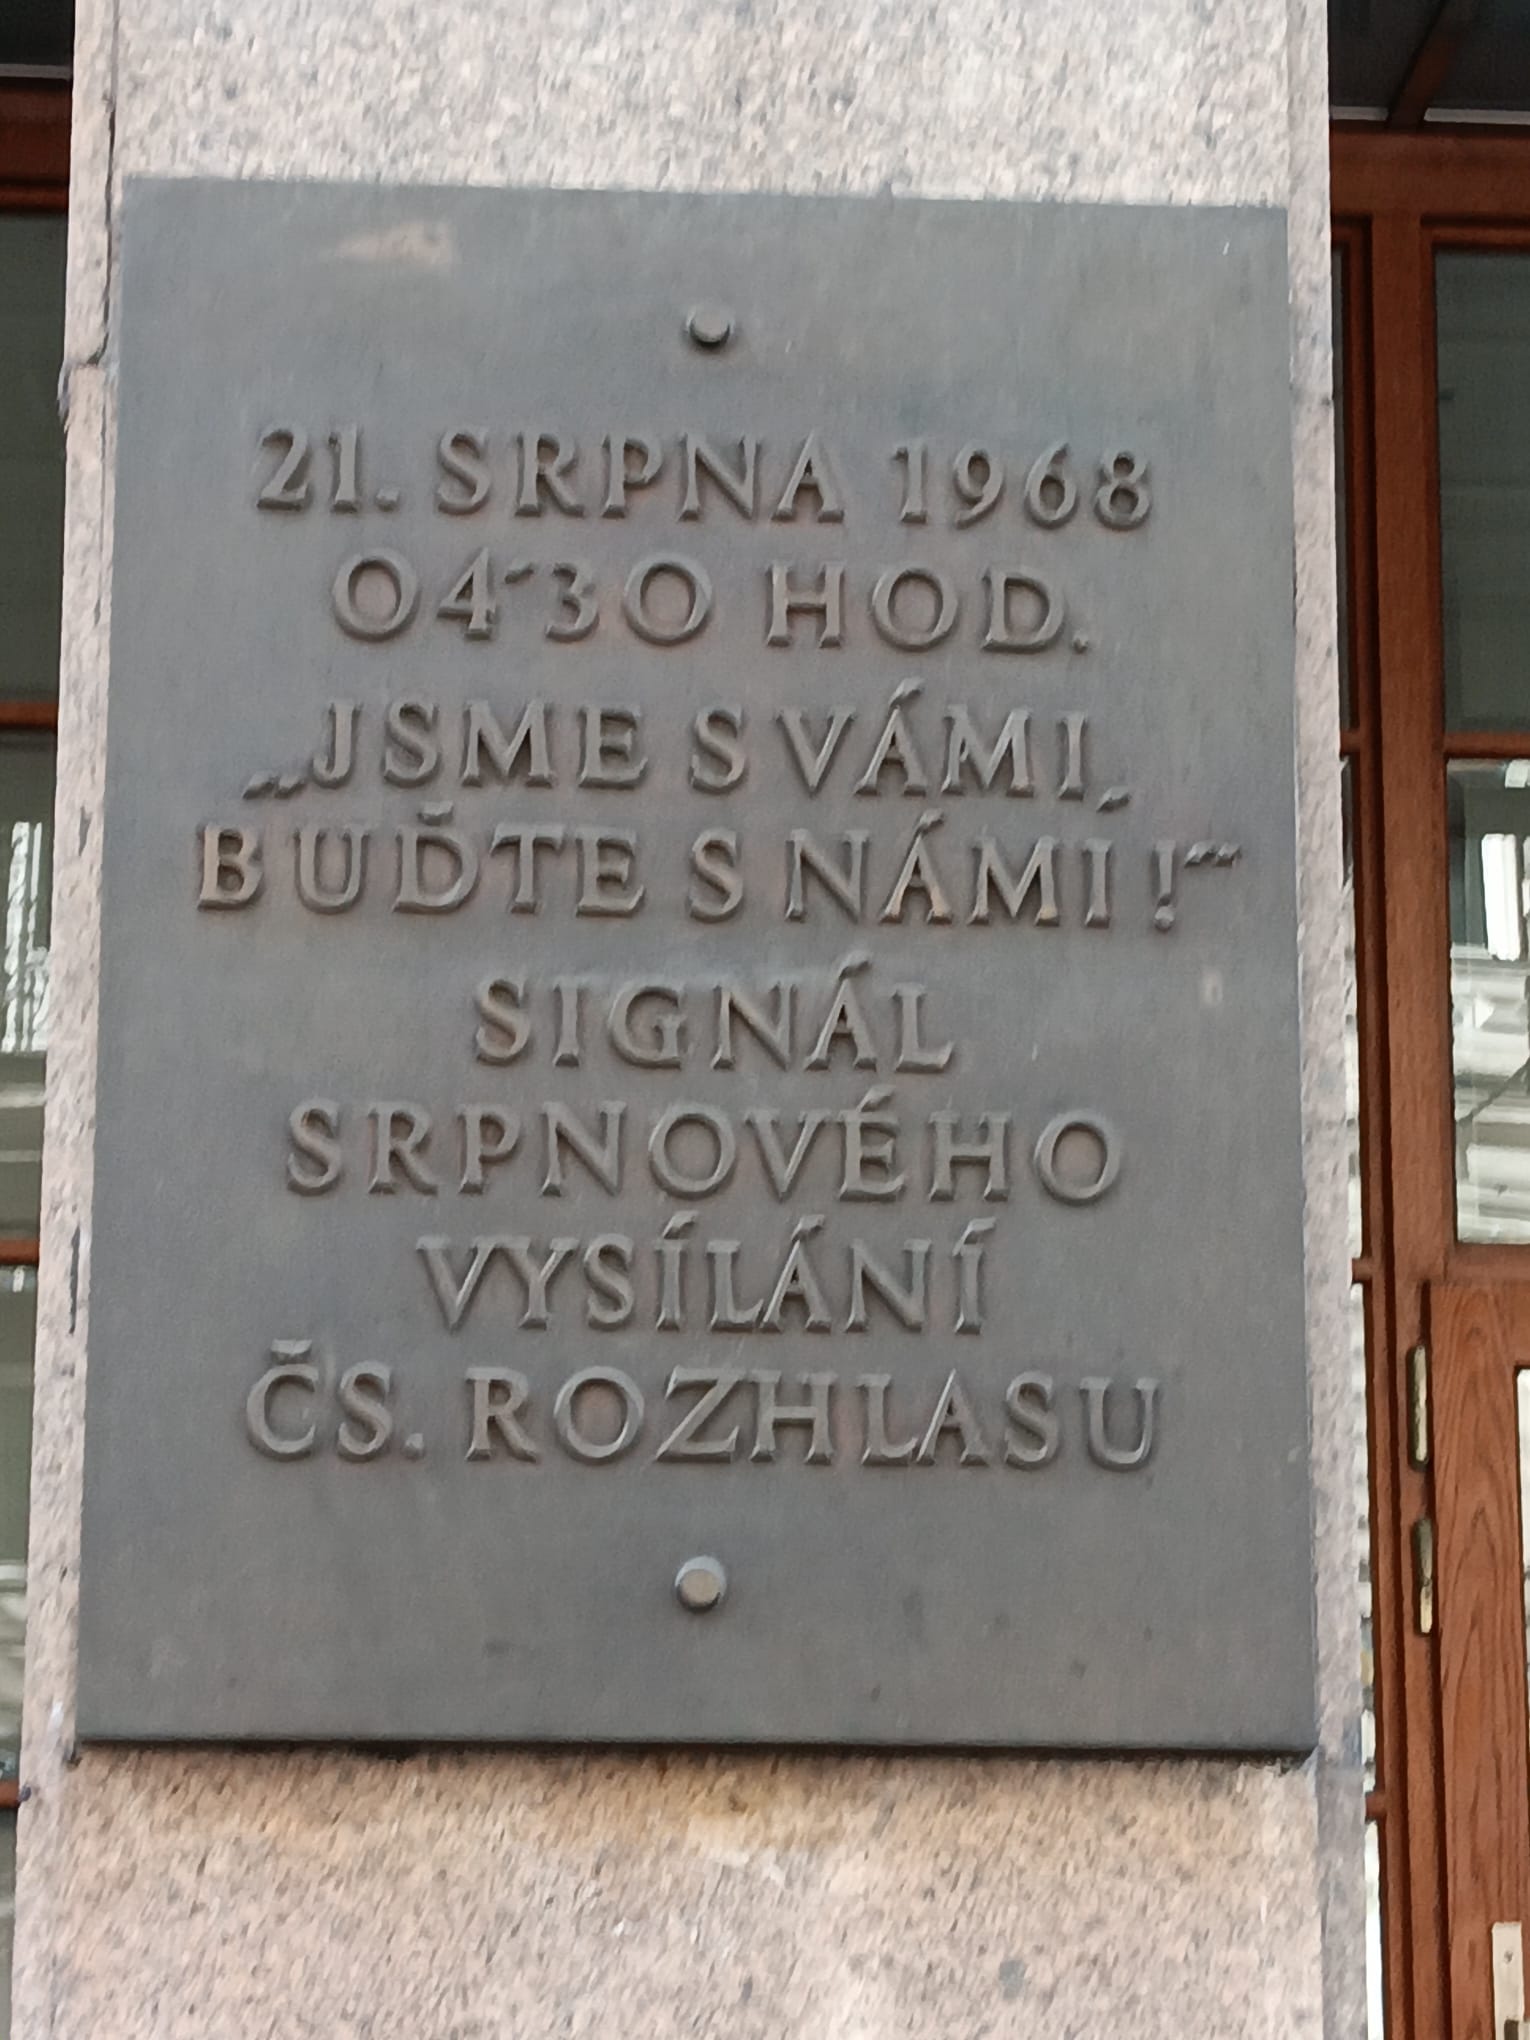 21. SRPNA 1968
04´30 HOD.
„JSME S VÁMI,
BUĎTE S NÁMI!“
SIGNÁL
SRPNOVÉHO
VYSÍLÁNÍ
ČS. ROZHLASU